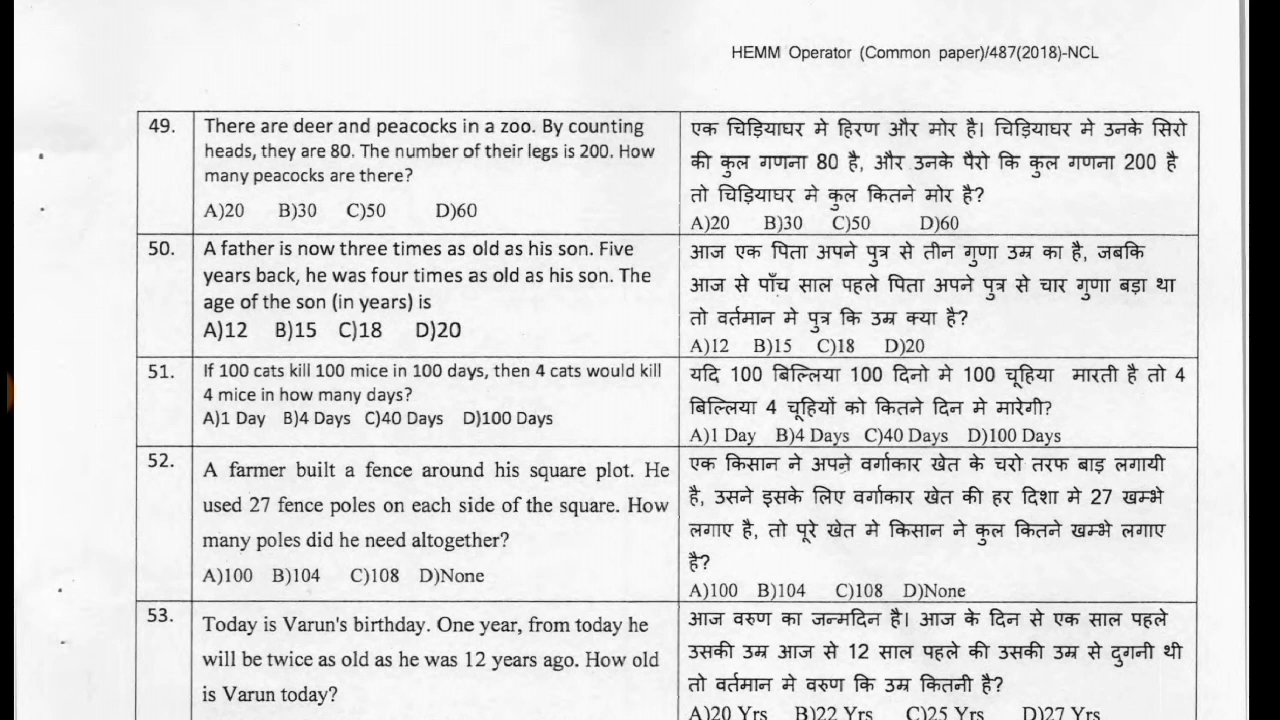 HEMM Operator (Common paper)/487(2018)-NCL
49.
There are deer and peacocks in a zoo. By counting
heads, they are 80. The number of their legs is 200. How
many peacocks are there?
A)20 B)30 C)50 D)60
एक चिड़ियाघर मे हिरण और मोर है। चिड़ियाघर मे उनके सिरो
की कुल गणना 80 है, और उनके पैरो कि कुल गणना 200 है
तो चिड़ियाघर मे कुल कितने मोर है?
A)20 B)30 C)50 D)60
50.
A father is now three times as old as his son. Five
years back, he was four times as old as his son. The
age of the son (in years) is
A)12 B)15 C)18 D)20
आज एक पिता अपने पुत्र से तीन गुणा उम्र का है, जबकि
आज से पाँच साल पहले पिता अपने पुत्र से चार गुणा बड़ा था
तो वर्तमान मे पुत्र कि उम्र क्या है?
A)12 B)15 C)18 D)20
51.
If 100 cats kill 100 mice in 100 days, then 4 cats would kill
4 mice in how many days?
A)1 Day B)4 Days C)40 Days D)100 Days
यदि 100 बिल्लिया 100 दिनो मे 100 चूहिया मारती है तो 4
बिल्लिया 4 चूहियों को कितने दिन मे मारेगी?
A)1 Day B)4 Days C)40 Days D)100 Days
52.
A farmer built a fence around his square plot. He
used 27 fence poles on each side of the square. How
many poles did he need altogether?
A)100 B)104 C)108 D)None
एक किसान ने अपने वर्गाकार खेत के चरो तरफ बाड़ लगायी
है, उसने इसके लिए वर्गाकार खेत की हर दिशा मे 27 खम्भे
लगाए है, तो पूरे खेत मे किसान ने कुल कितने खम्भे लगाए
है?
A)100 B)104 C)108 D)None
53.
Today is Varun's birthday. One year, from today he
will be twice as old as he was 12 years ago. How old
is Varun today?
आज वरुण का जन्मदिन है। आज के दिन से एक साल पहले
उसकी उम्र आज से 12 साल पहले की उसकी उम्र से दुगनी थी
तो वर्तमान मे वरुण कि उम्र कितनी है?
A)20 Yrs B)22 Yrs C)25 Yrs D)27 Yrs